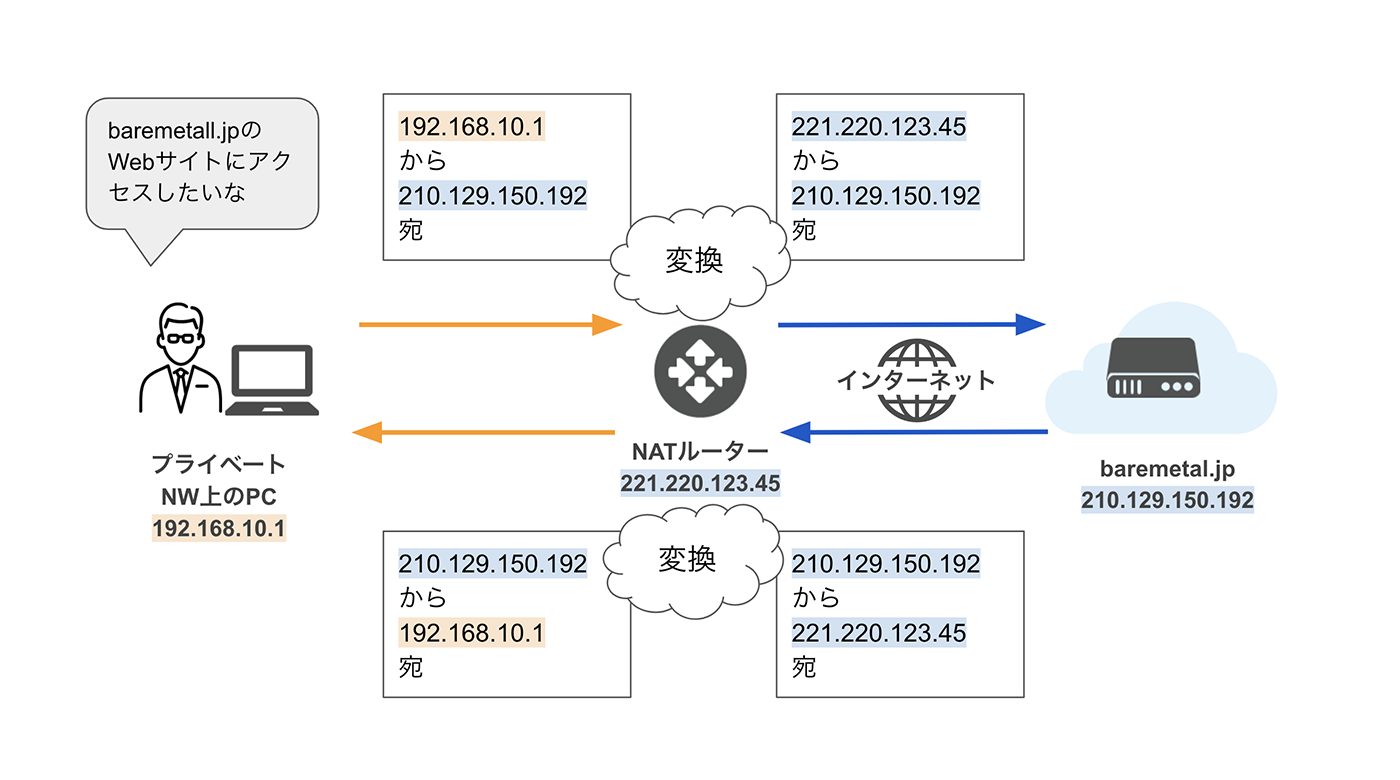 baremetall.jpの
Webサイトにアク
セスしたいな
192.168.10.1
から
210.129.150.192
宛
変換
221.220.123.45
から
210.129.150.192
宛
インターネット
プライベート
NW上のPC
192.168.10.1
NATルーター
221.220.123.45
baremetal.jp
210.129.150.192
210.129.150.192
から
192.168.10.1
宛
変換
210.129.150.192
から
221.220.123.45
宛